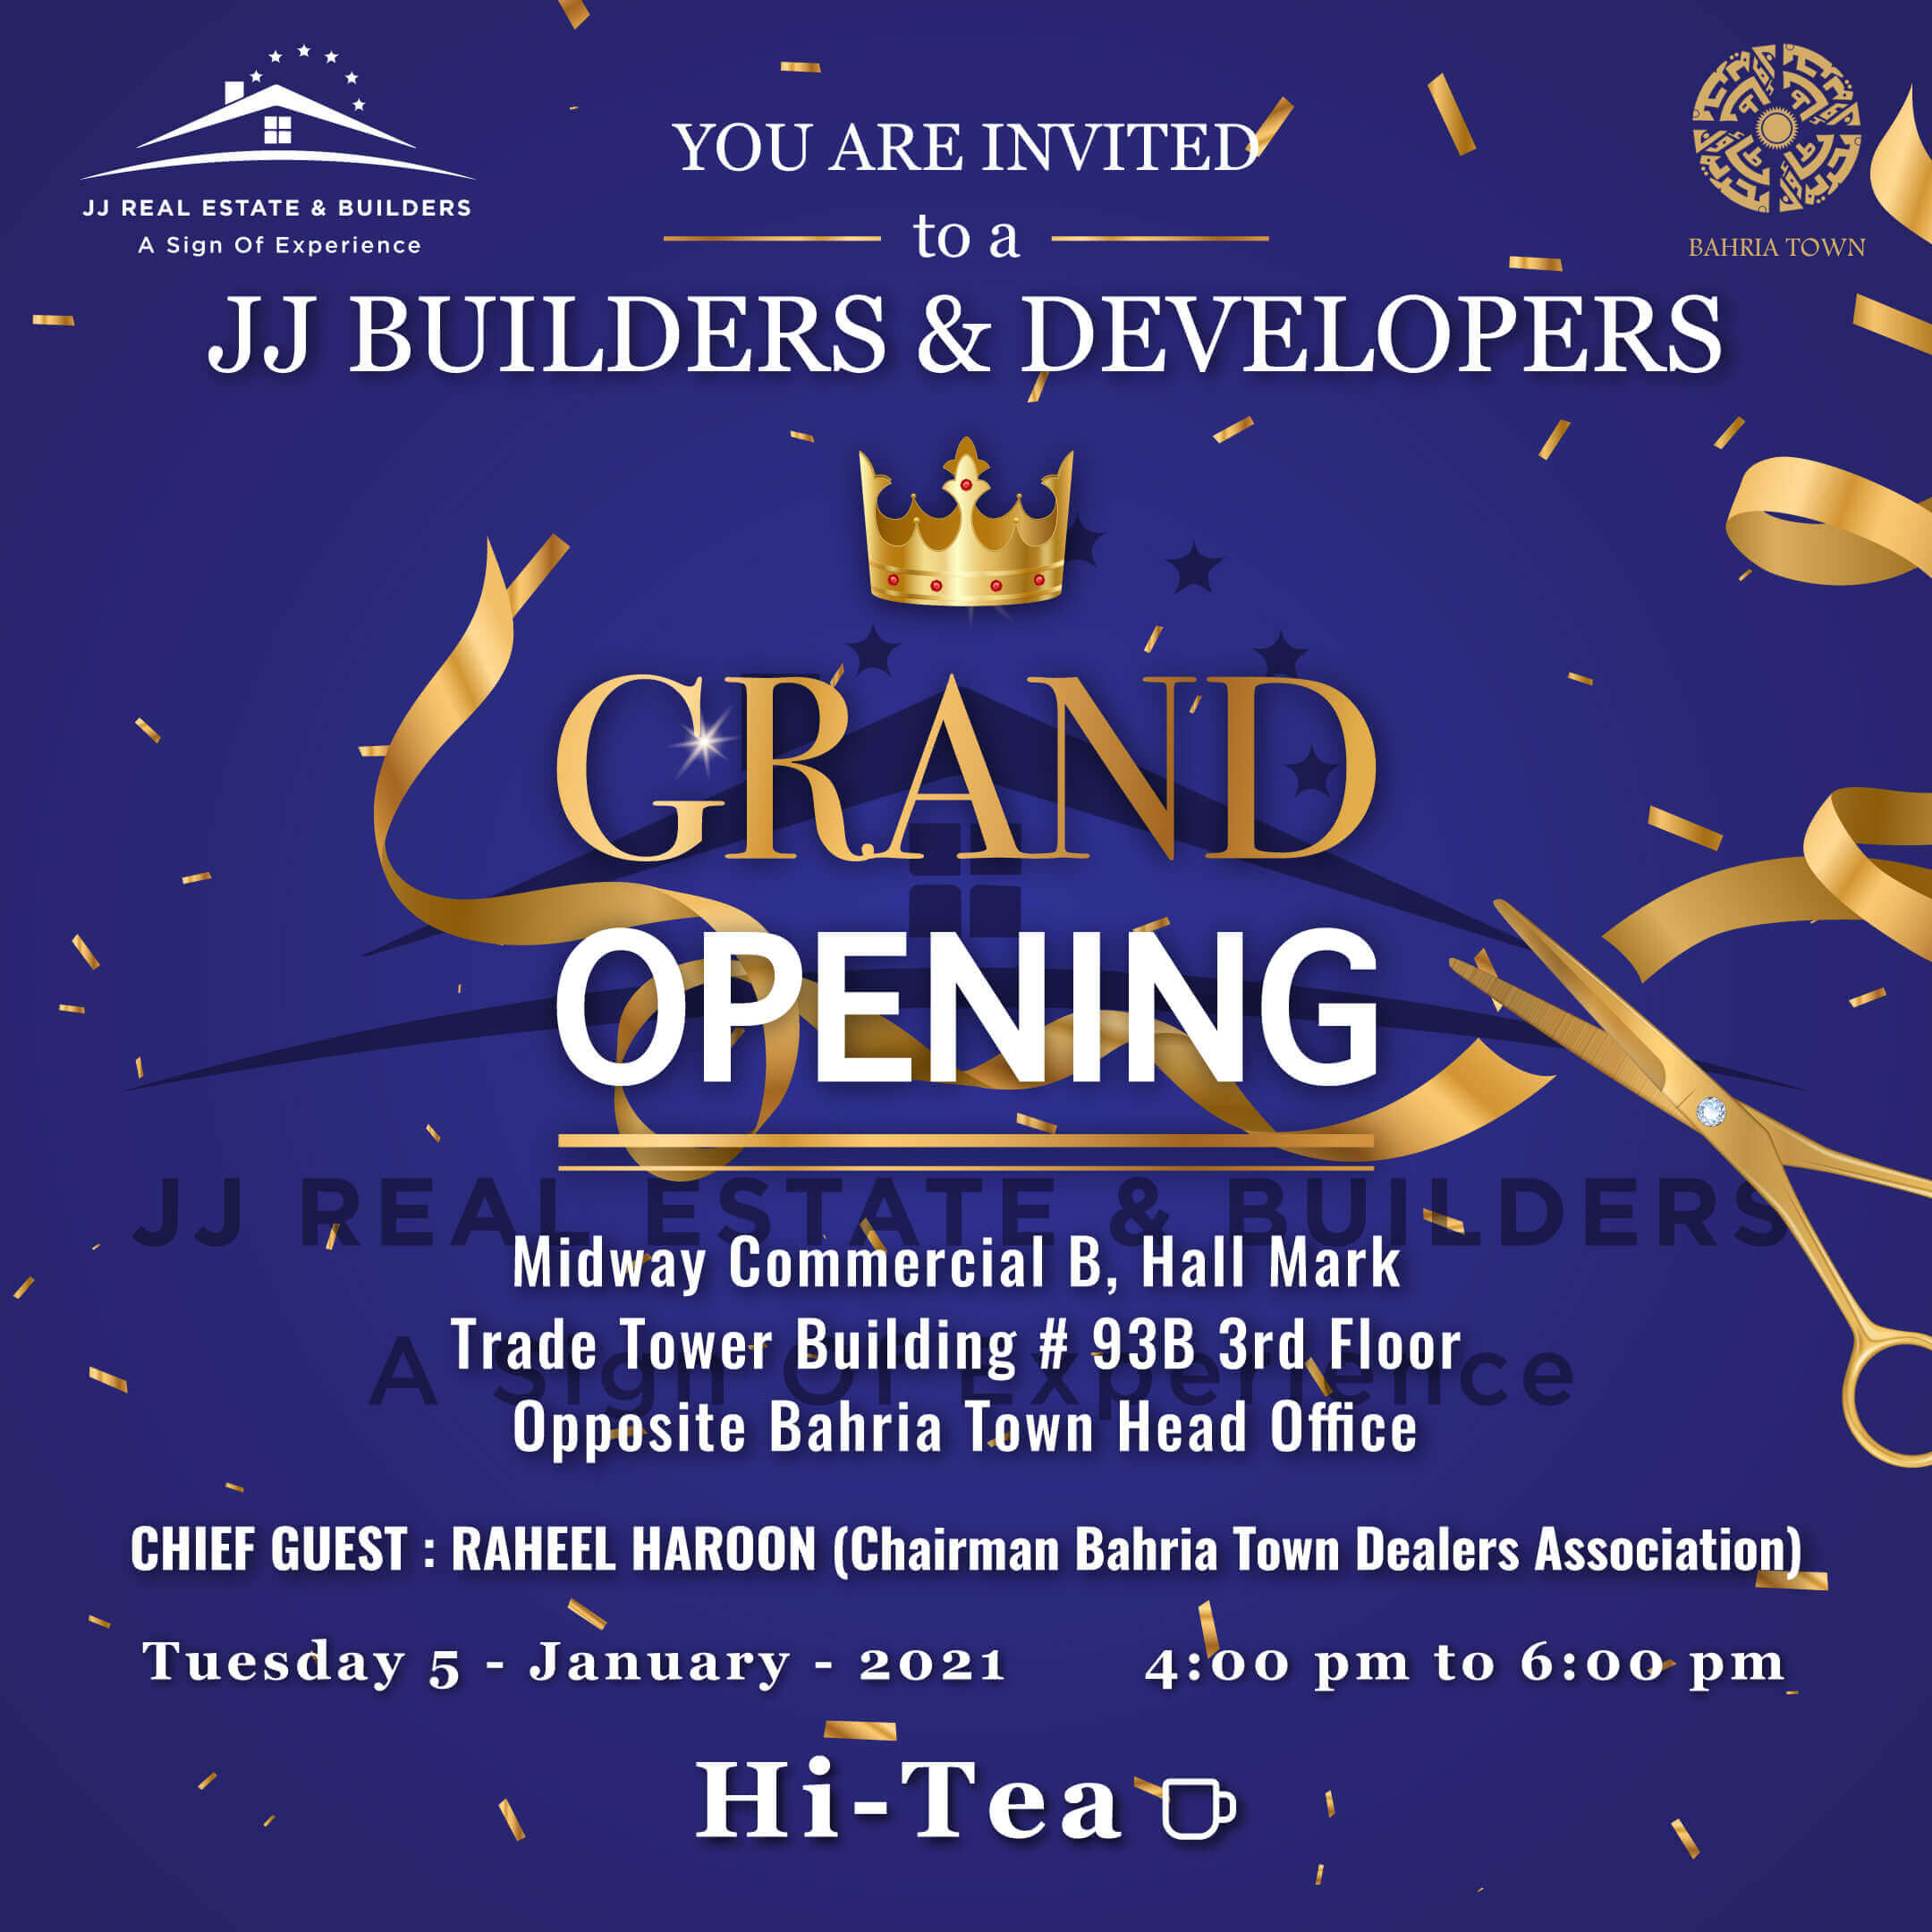 JJ REAL ESTATE & BUILDERS
A Sign Of Experience
BAHRIA TOWN
YOU ARE INVITED
to a
JJ BUILDERS & DEVELOPERS
GRAND
OPENING
JJ REAL ESTATE & BUILDERS
A Sign Of Experience
Midway Commercial B, Hall Mark
Trade Tower Building # 93B 3rd Floor
Opposite Bahria Town Head Office
CHIEF GUEST : RAHEEL HAROON (Chairman Bahria Town Dealers Association)
Tuesday 5 - January - 2021 4:00 pm to 6:00 pm
Hi-Tea